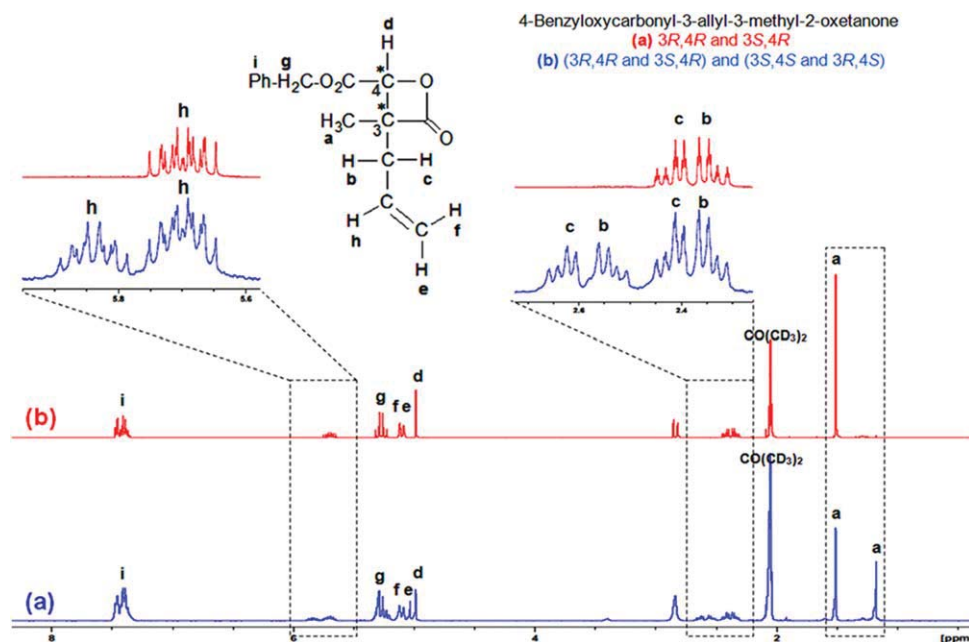 4-Benzyloxycarbonyl-3-allyl-3-methyl-2-oxetanone
(a) 3R,4R and 3S,4R
(b) (3R,4R and 3S,4R) and (3S,4S and 3R,4S)
d
H
i g
Ph-H₂C-O₂C * O
4
*
H₃C 3 O
a
H H
b c
H H
h f
H
e
h
h h
5.8 5.6
c b
c b c b
2.6 2.4
a
CO(CD₃)₂
d
i g f e
(b)
CO(CD₃)₂
a
a
d
i g f e
(a)
8 6 4 2 [ppm]